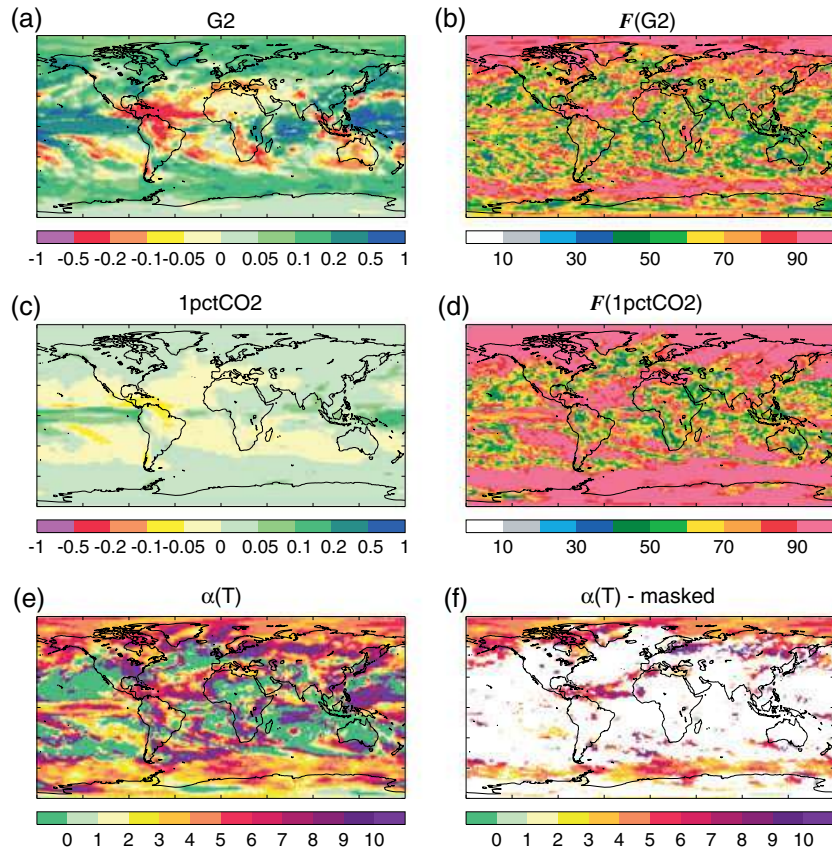 (a) G2
(b) F(G2)
-1 -0.5 -0.2 -0.1 -0.05 0 0.05 0.1 0.2 0.5 1
10 30 50 70 90
(c) 1pctCO2
(d) F(1pctCO2)
-1 -0.5 -0.2 -0.1 -0.05 0 0.05 0.1 0.2 0.5 1
10 30 50 70 90
(e) α(T)
(f) α(T) - masked
0 1 2 3 4 5 6 7 8 9 10
0 1 2 3 4 5 6 7 8 9 10